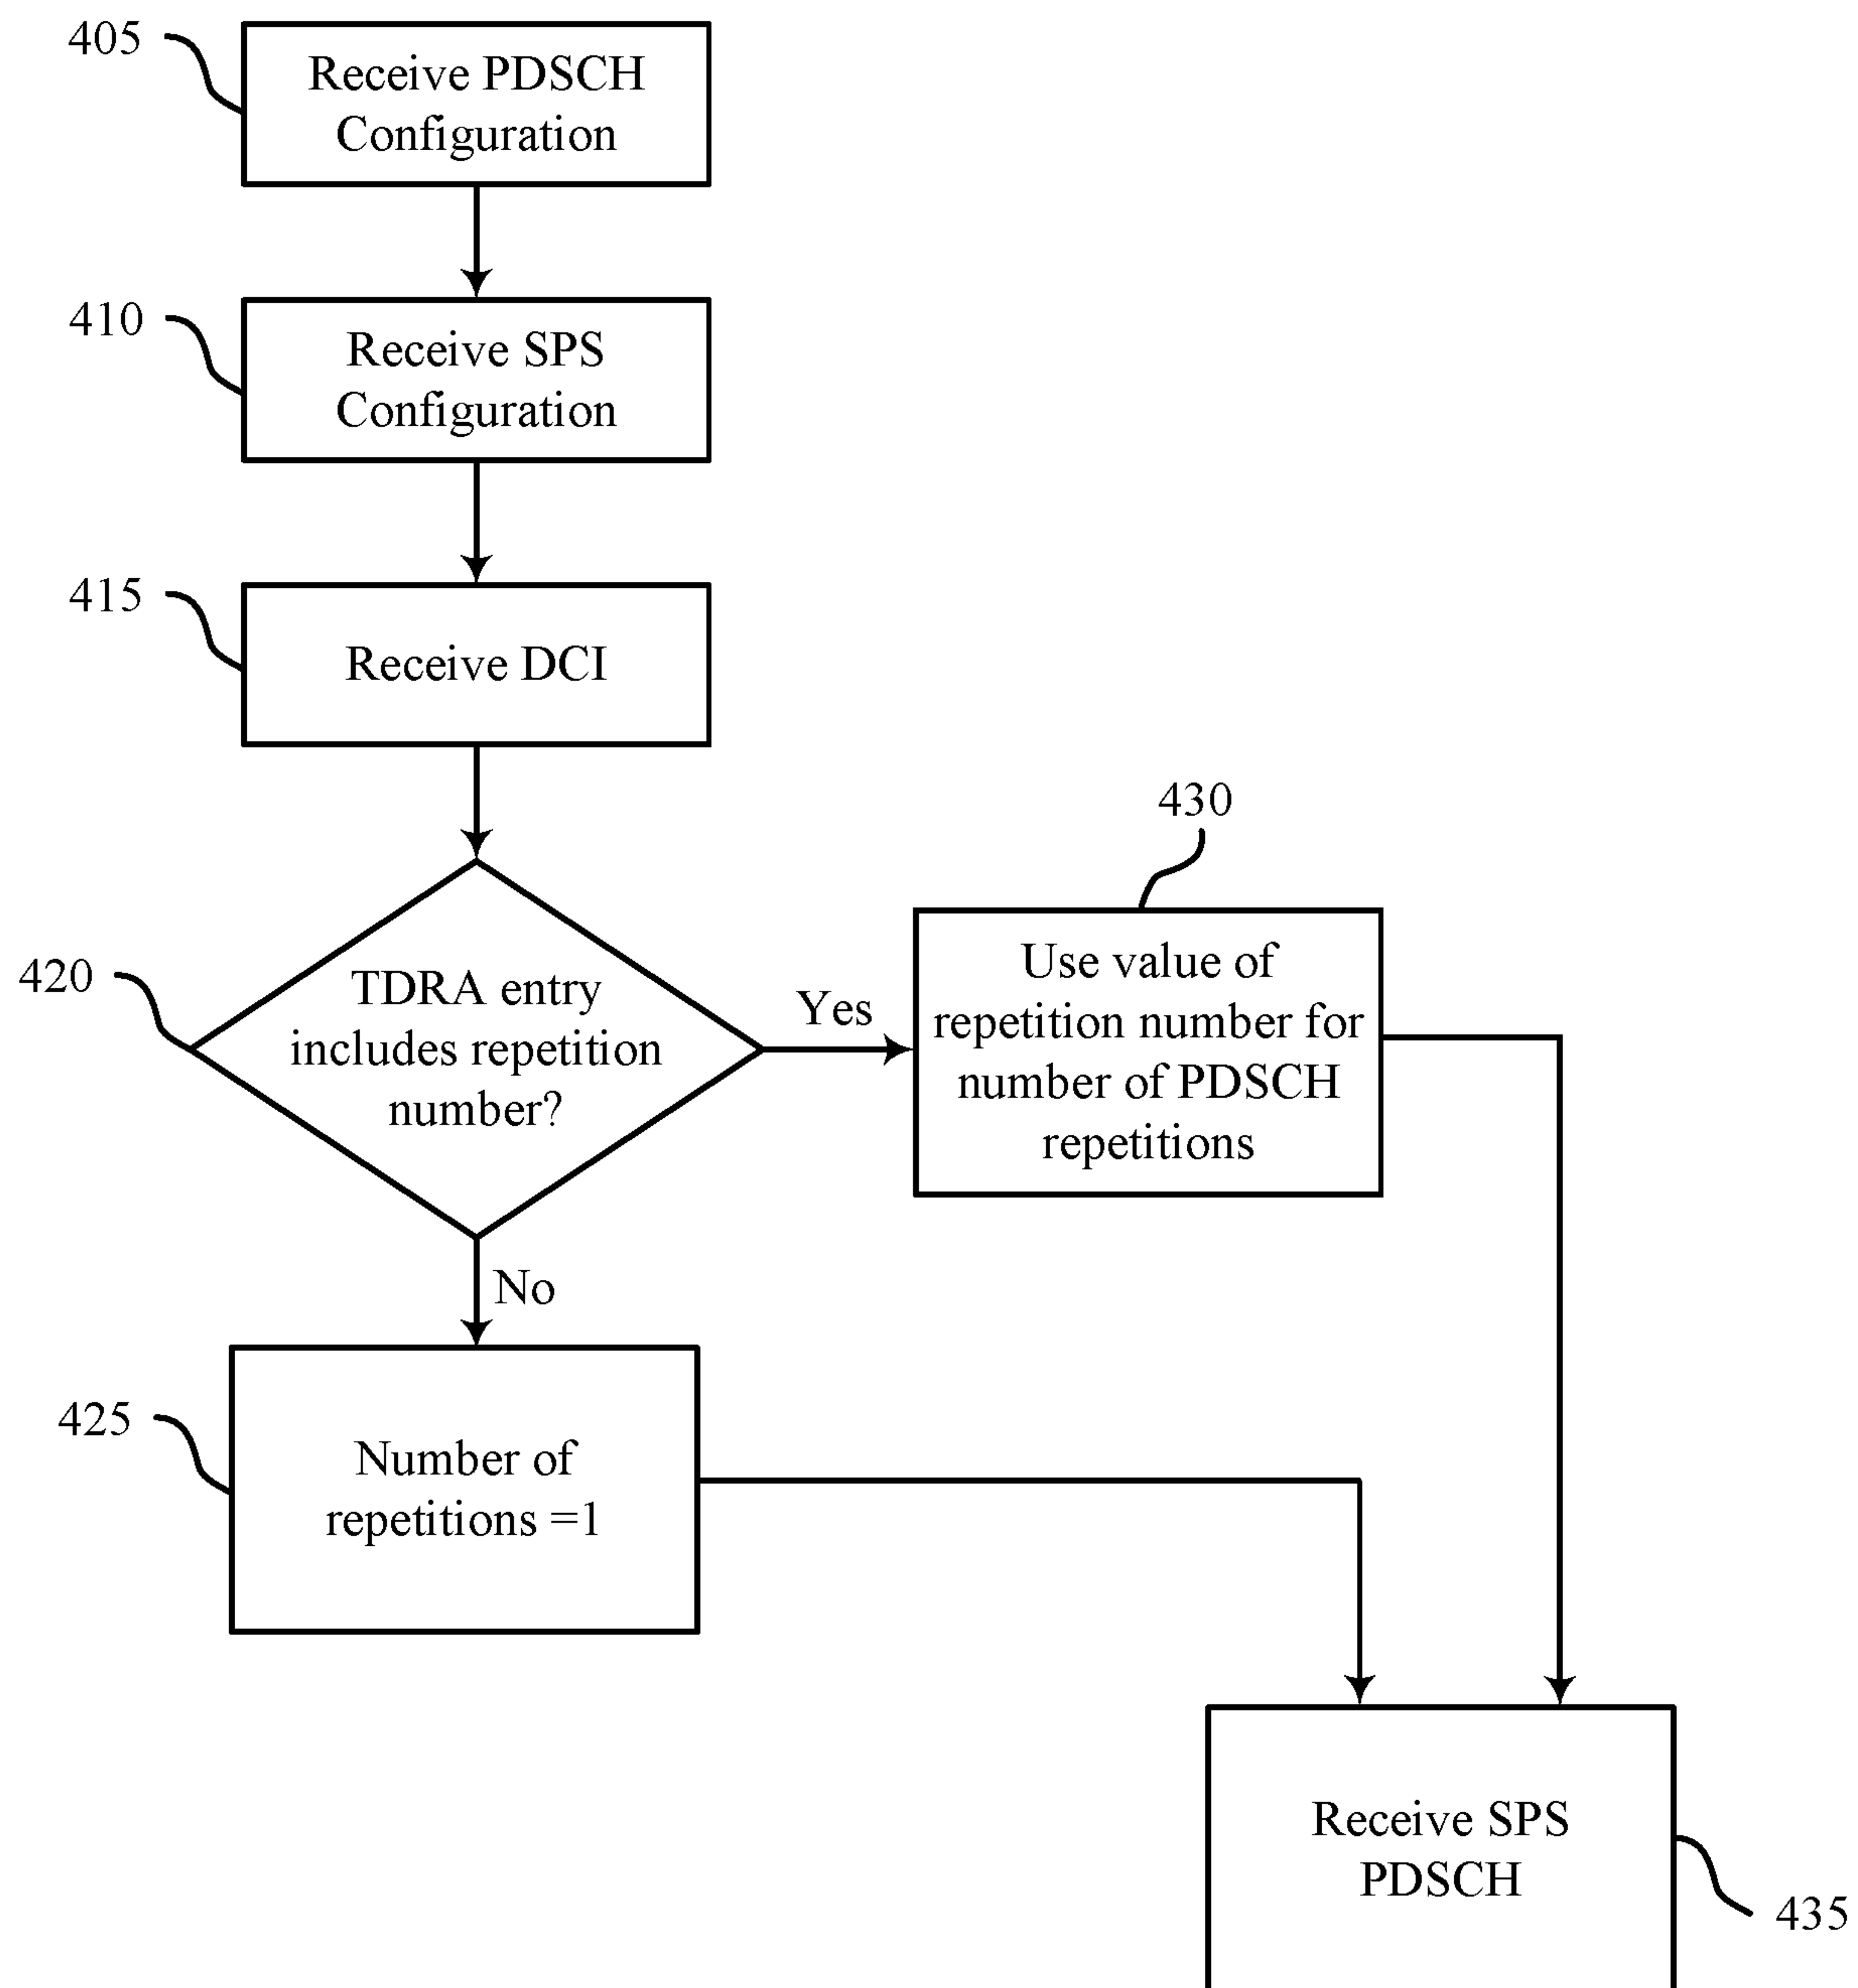 405
Receive PDSCH
Configuration
410
Receive SPS
Configuration
415
Receive DCI
430
420
TDRA entry
includes repetition
number?
Yes
Use value of
repetition number for
number of PDSCH
repetitions
No
425
Number of
repetitions =1
Receive SPS
PDSCH
435